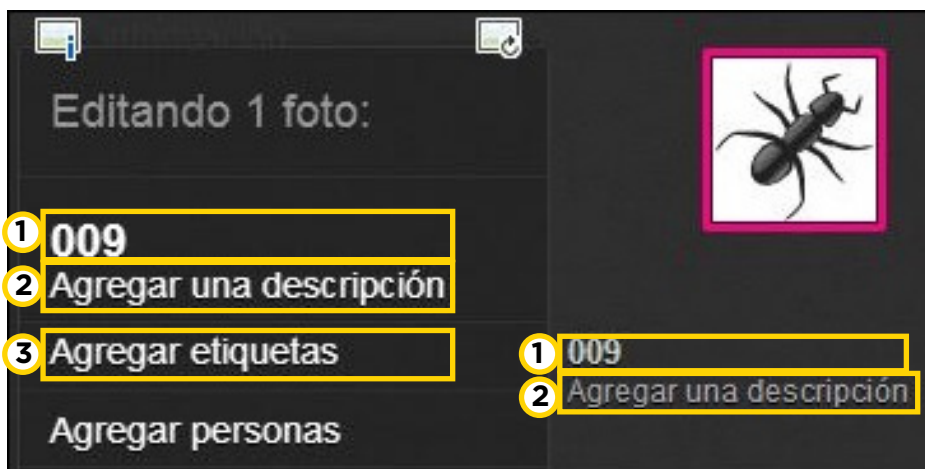 Editando 1 foto:
1 009
2 Agregar una descripción
3 Agregar etiquetas
Agregar personas
1 009
2 Agregar una descripción